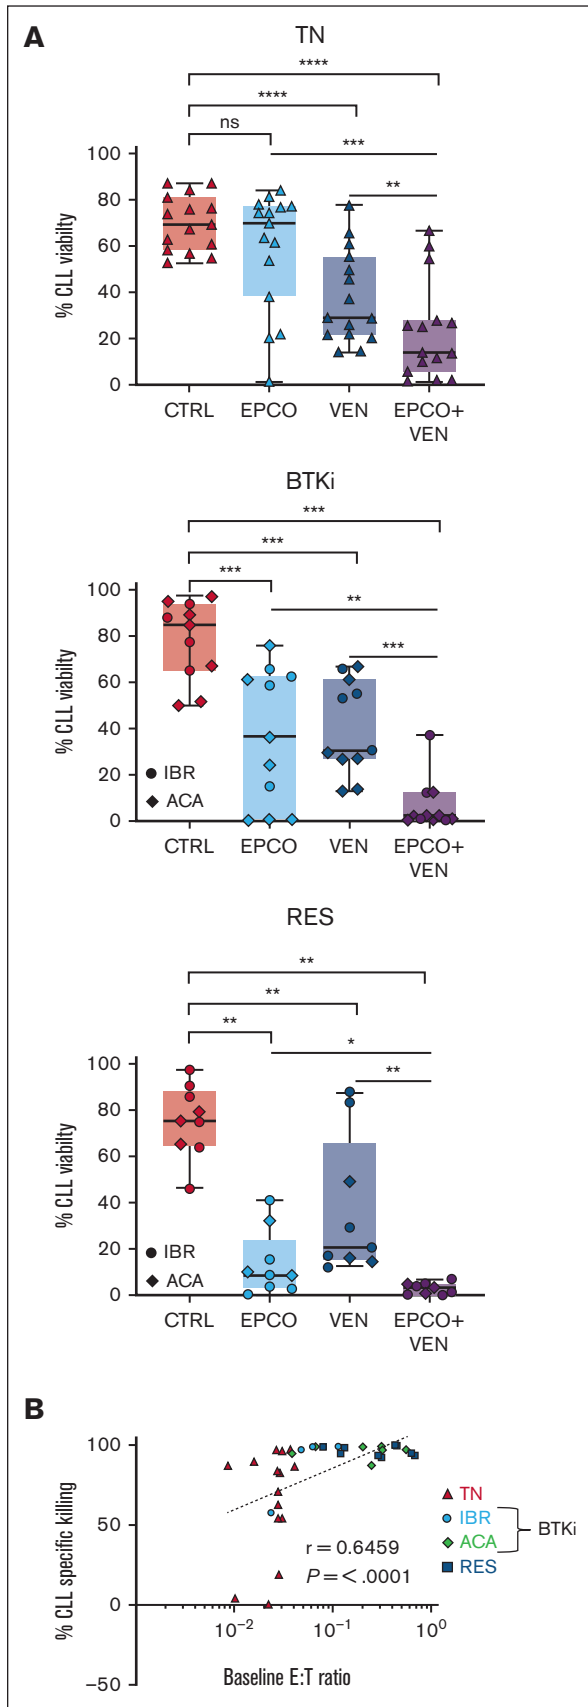 A
TN
****
****
ns
***
**
% CLL viabilty
100
80
60
40
20
0
CTRL
EPCO
VEN
EPCO+
VEN
BTKi
***
***
***
**
***
% CLL viability
100
80
60
40
20
0
IBR
ACA
CTRL
EPCO
VEN
EPCO+
VEN
RES
**
**
**
*
**
% CLL viability
100
80
60
40
20
0
IBR
ACA
CTRL
EPCO
VEN
EPCO+
VEN
B
% CLL specific killing
100
50
0
−50
r = 0.6459
P = < .0001
10−2
10−1
100
Baseline E:T ratio
TN
IBR
ACA
BTKi
RES